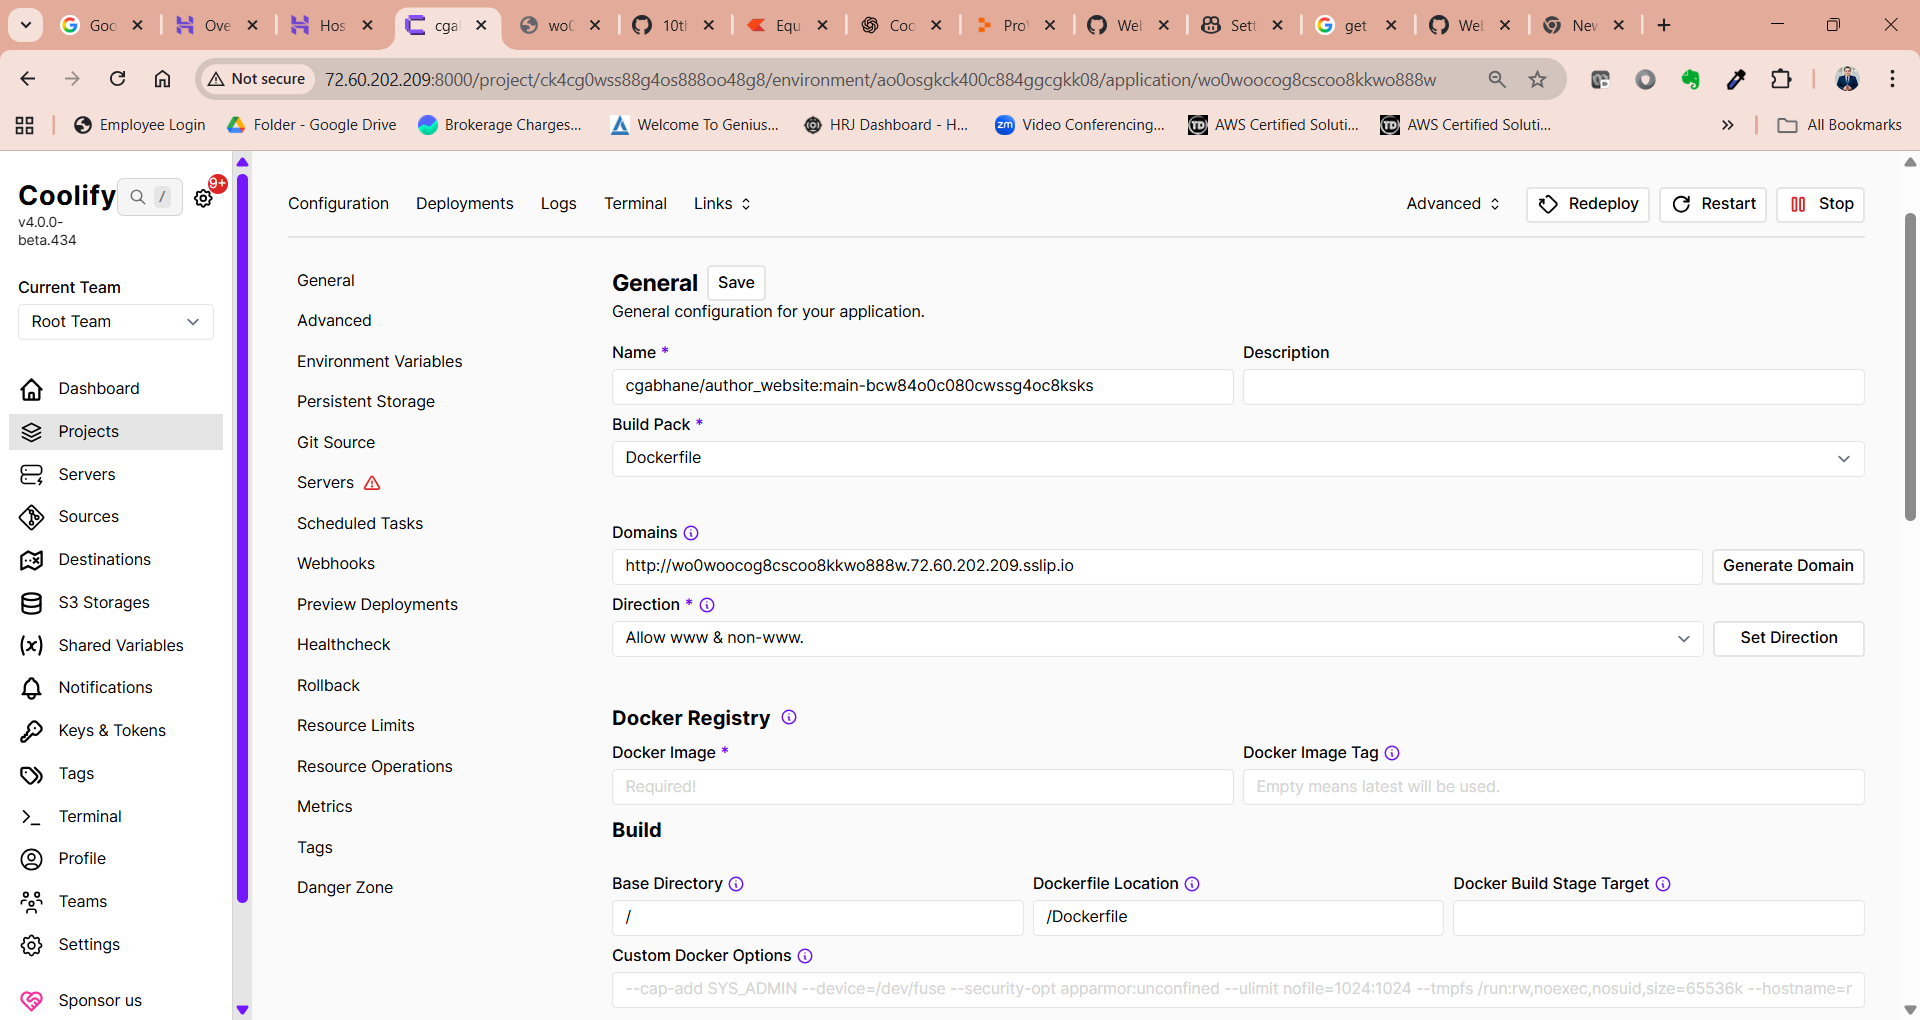 Goo
Ove
Hos
cgal
wo0
10th
Equ
Coo
Pro
Wel
Sett
get
Wel
Nev
Not secure
72.60.202.209:8000/project/ck4cg0wss88g4os888oo48g8/environment/ao0osgkck400c884ggcgkk08/application/wo0woocog8cscoo8kkwo888w
Employee Login
Folder - Google Drive
Brokerage Charges...
Welcome To Genius...
HRJ Dashboard - H...
zm
Video Conferencing...
TD
AWS Certified Soluti...
TD
AWS Certified Soluti...
All Bookmarks
Coolify
/
9+
v4.0.0-
beta.434
Current Team
Root Team
Dashboard
Projects
Servers
Sources
Destinations
S3 Storages
Shared Variables
Notifications
Keys & Tokens
Tags
Terminal
Profile
Teams
Settings
Sponsor us
Configuration
Deployments
Logs
Terminal
Links
Advanced
Redeploy
Restart
Stop
General
Advanced
Environment Variables
Persistent Storage
Git Source
Servers
Scheduled Tasks
Webhooks
Preview Deployments
Healthcheck
Rollback
Resource Limits
Resource Operations
Metrics
Tags
Danger Zone
General
Save
General configuration for your application.
Name *
Description
cgabhane/author_website:main-bcw84o0c080cwssg4oc8ksks
Build Pack *
Dockerfile
Domains
http://wo0woocog8cscoo8kkwo888w.72.60.202.209.sslip.io
Generate Domain
Direction *
Allow www & non-www.
Set Direction
Docker Registry
Docker Image *
Docker Image Tag
Required!
Empty means latest will be used.
Build
Base Directory
Dockerfile Location
Docker Build Stage Target
/
/Dockerfile
Custom Docker Options
--cap-add SYS_ADMIN --device=/dev/fuse --security-opt apparmor:unconfined --ulimit nofile=1024:1024 --tmpfs /run:rw,noexec,nosuid,size=65536k --hostname=r